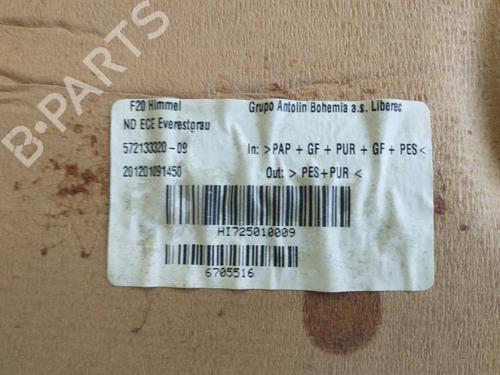 B-PARTS
F20 Himmel
Grupo Antolin Bohemia a.s. Liberec
ND ECE Everestgrau
572133320-09
In: >PAP + GF + PUR + GF + PES<
201201091450
Out: > PES+PUR <
HI725010009
6705516